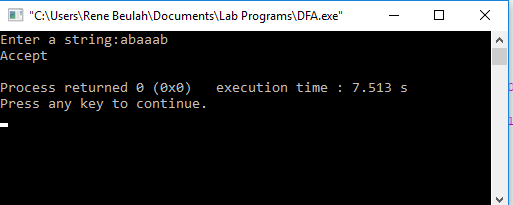 "C:\Users\Rene Beulah\Documents\Lab Programs\DFA.exe"
Enter a string:abaaab
Accept
Process returned 0 (0x0)   execution time : 7.513 s
Press any key to continue.